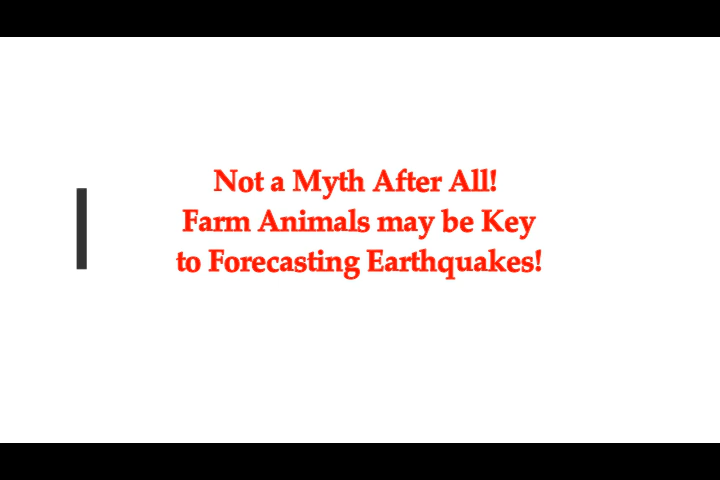 Not a Myth After All!
Farm Animals may be Key
to Forecasting Earthquakes!